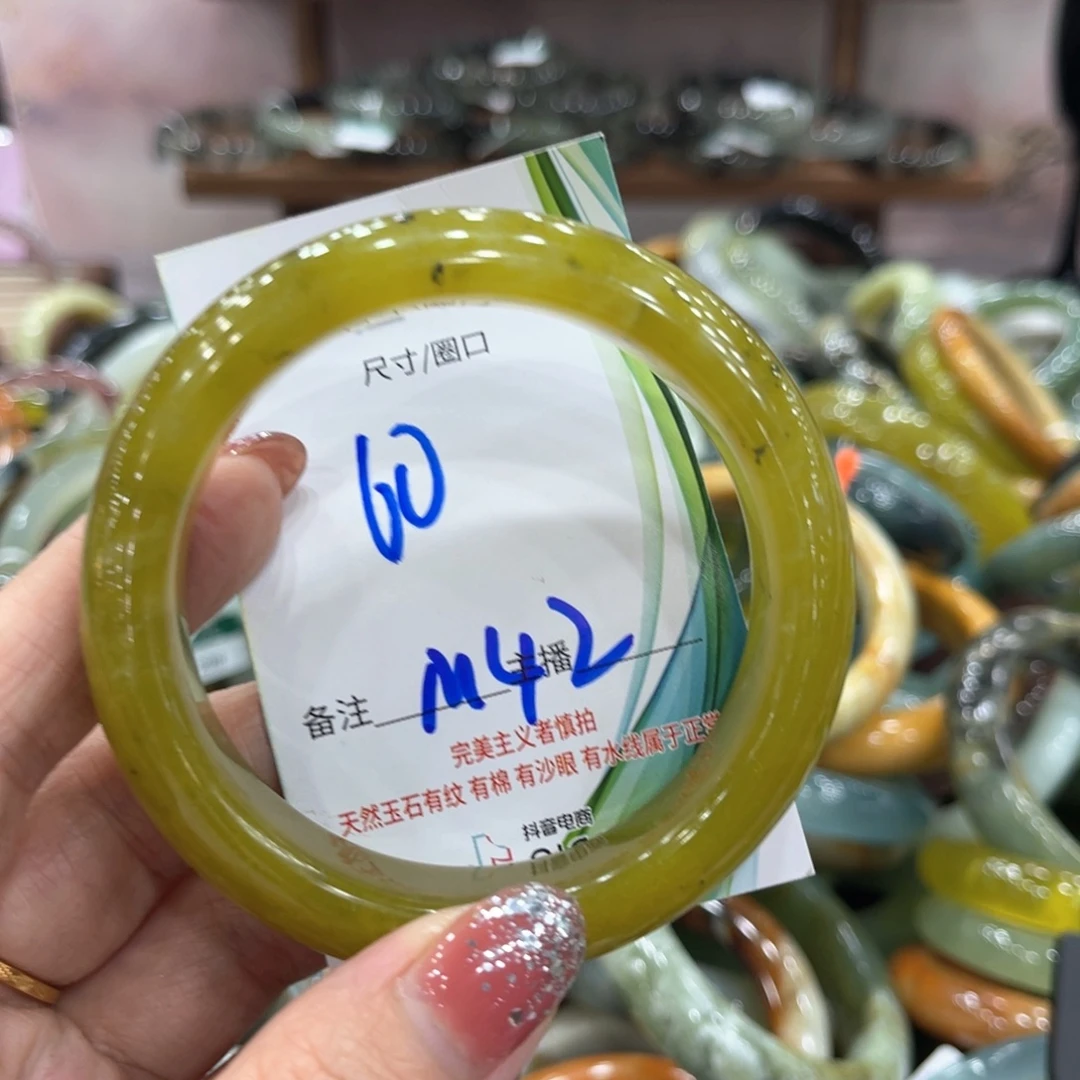 尺寸/圈口
60
备注 M42 主播
完美主义者慎拍
天然玉石有纹 有棉 有沙眼 有水线属于正常
抖音电商